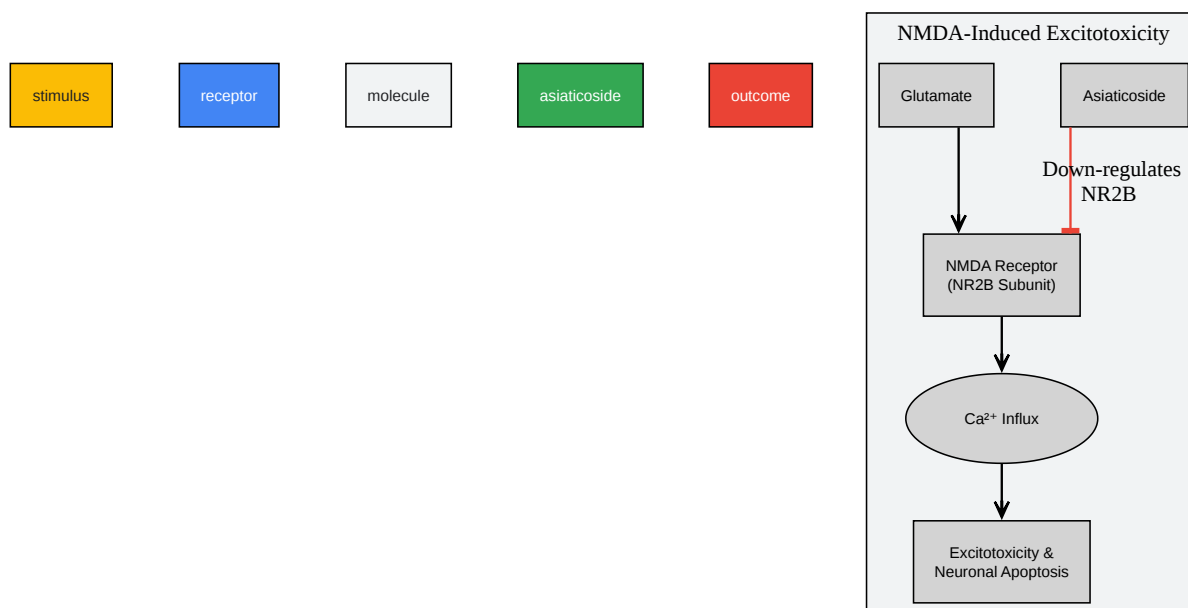 NMDA-Induced Excitotoxicity
stimulus
receptor
molecule
asiaticoside
outcome
Glutamate
Asiaticoside
Down-regulates
NR2B
NMDA Receptor
(NR2B Subunit)
Ca²⁺ Influx
Excitotoxicity &
Neuronal Apoptosis